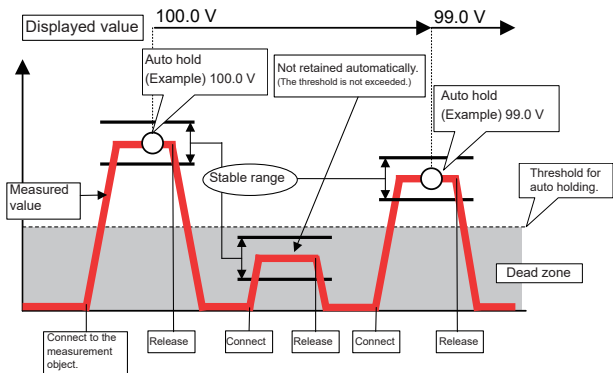 Displayed value
100.0 V
99.0 V
Auto hold
(Example) 100.0 V
Not retained automatically.
(The threshold is not exceeded.)
Auto hold
(Example) 99.0 V
Measured
value
Stable range
Threshold for
auto holding.
Dead zone
Connect to the
measurement
object.
Release
Connect
Release
Connect
Release